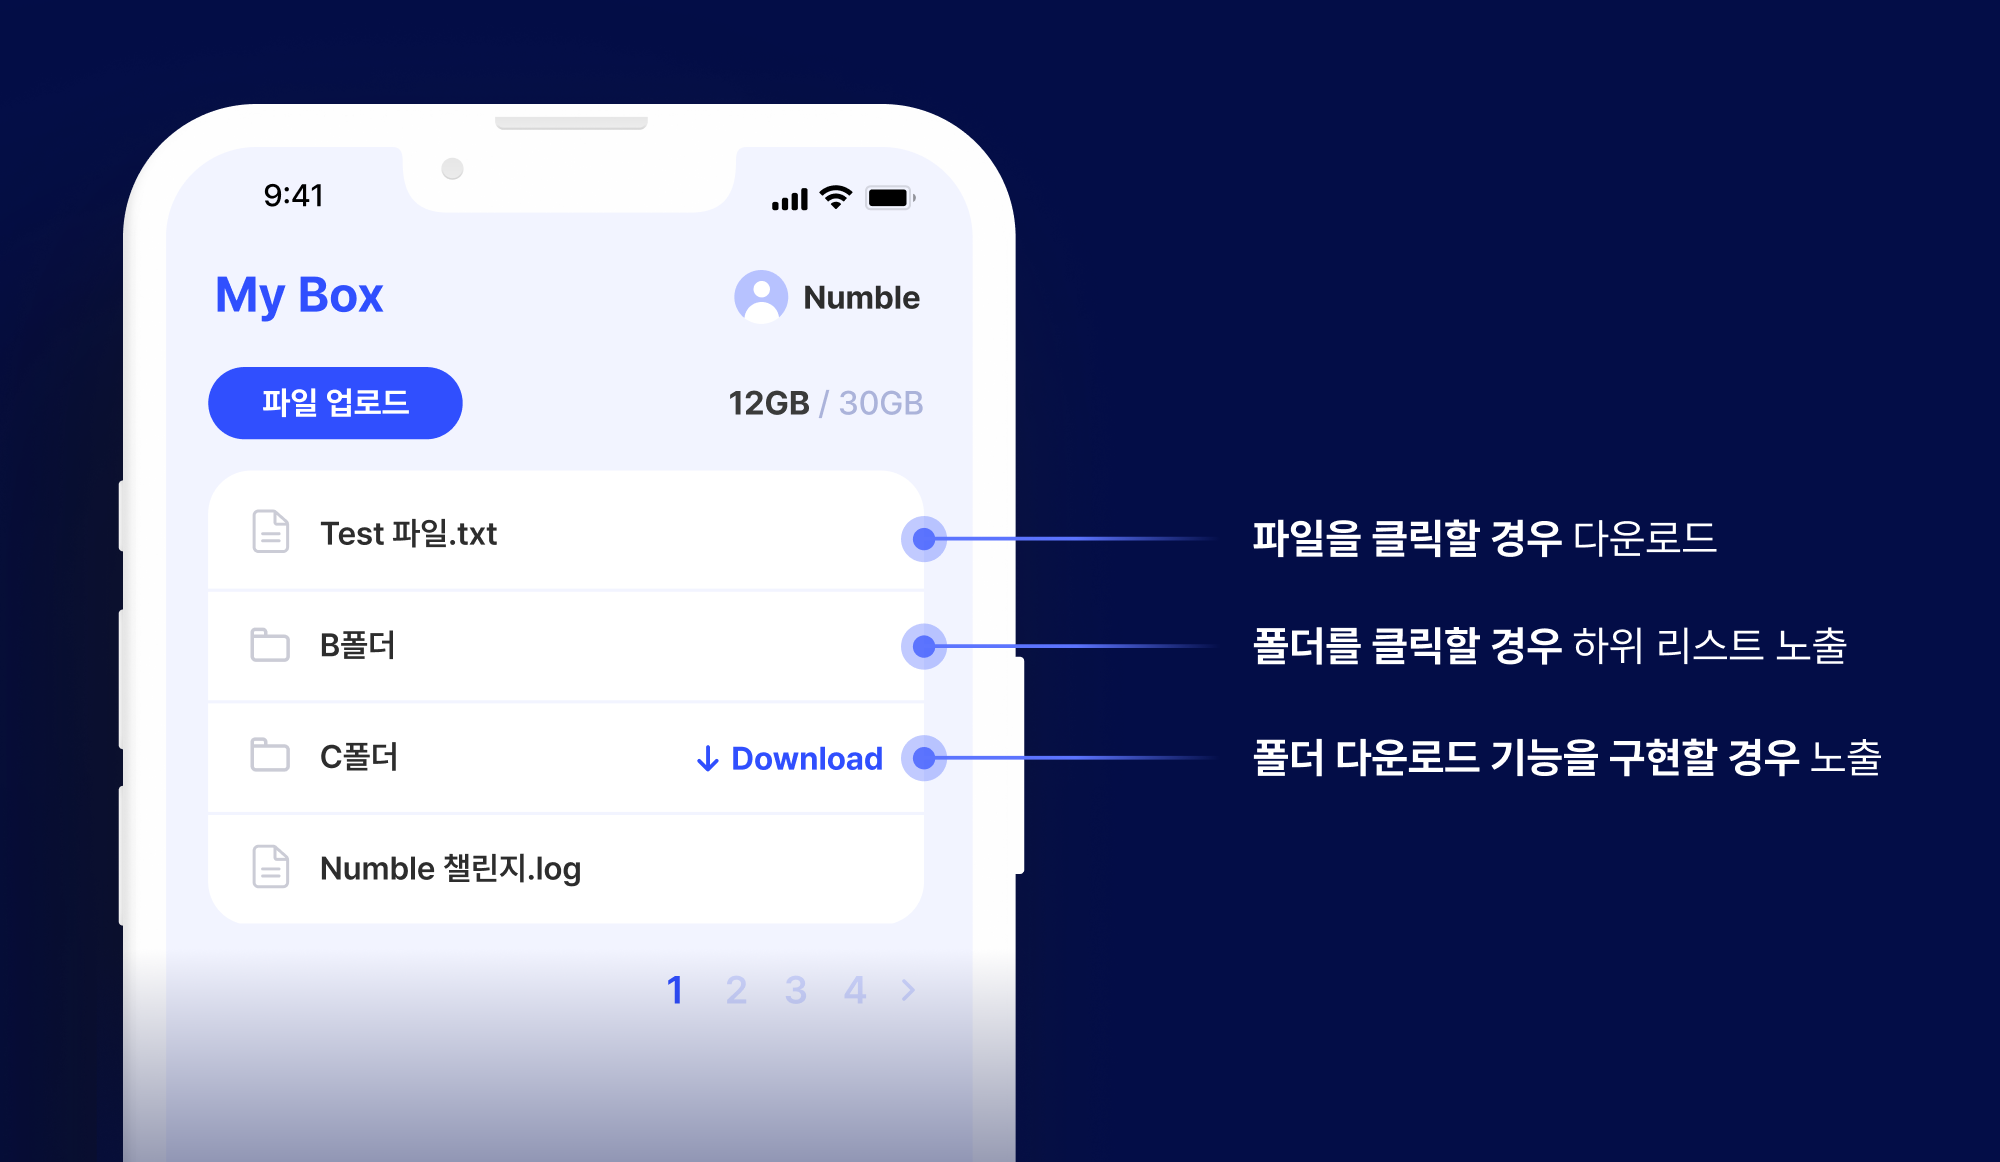 9:41
My Box
Numble
파일 업로드
12GB / 30GB
Test 파일.txt
파일을 클릭할 경우 다운로드
B폴더
폴더를 클릭할 경우 하위 리스트 노출
C폴더
Download
폴더 다운로드 기능을 구현할 경우 노출
Numble 챌린지.log
1 2 3 4 >